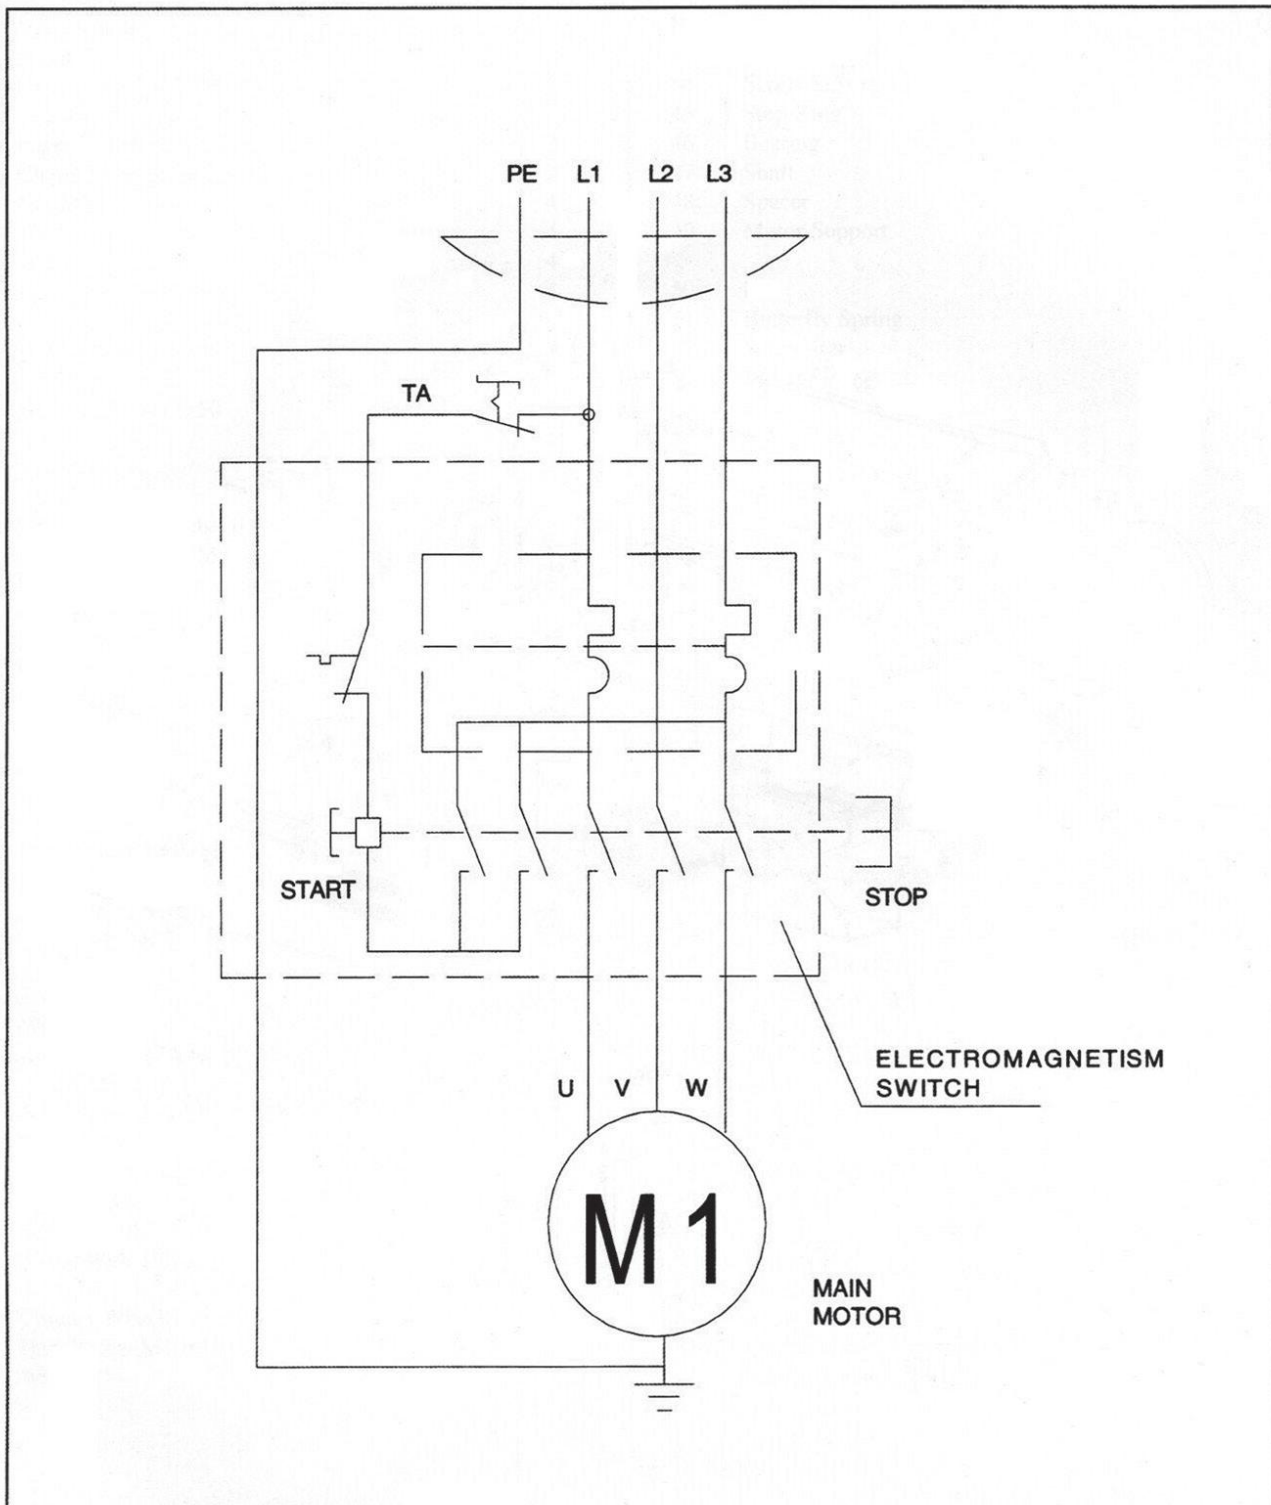 PE L1 L2 L3
TA
START
STOP
ELECTROMAGNETISM
SWITCH
U V W
M1
MAIN
MOTOR